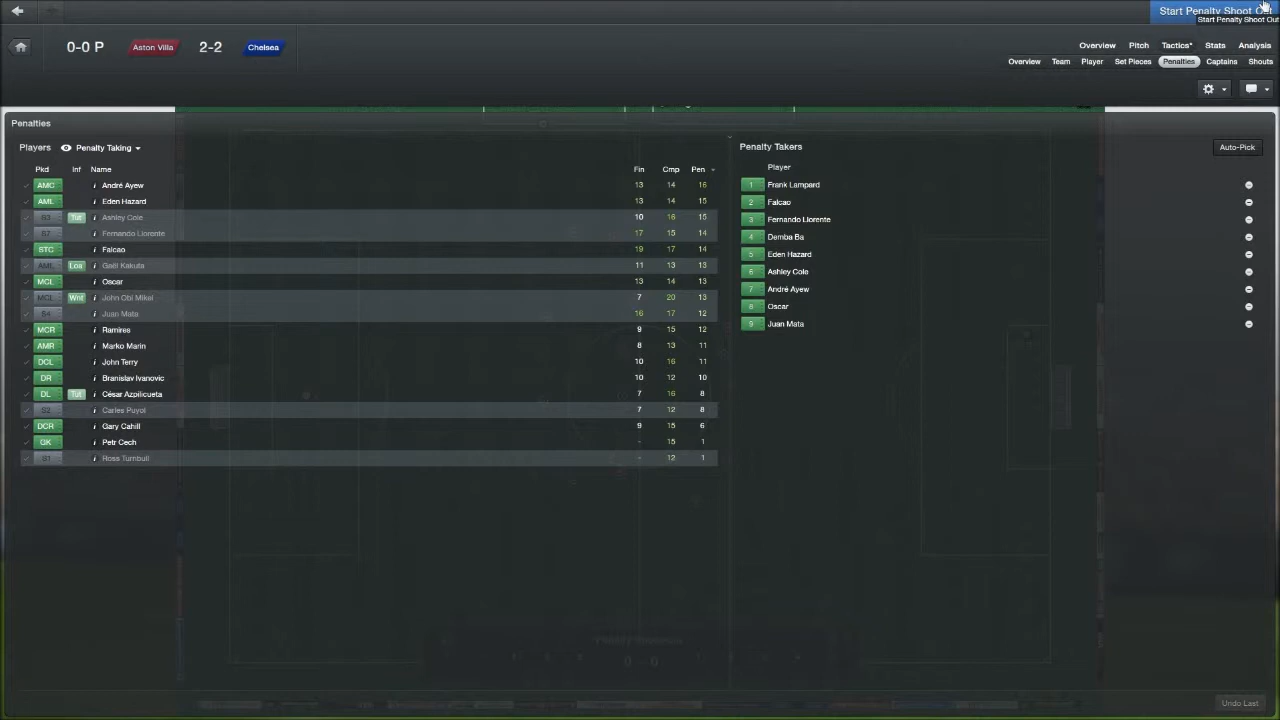 Start Penalty Shoot Out
Start Penalty Shoot Out
0-0 P Aston Villa 2-2 Chelsea
Overview Pitch Tactics* Stats Analysis
Overview Team Player Set Pieces Penalties Captains Shouts
Penalties
Players Penalty Taking
Pkd Inf Name Fin Cmp Pen
AMC i André Ayew 13 14 16
AML i Eden Hazard 13 14 15
S3 Tut i Ashley Cole 10 16 15
S7 i Fernando Llorente 17 15 14
STC i Falcao 19 17 14
AML Loa i Gaël Kakuta 11 13 13
MCL i Oscar 13 14 13
MCL Wnt i John Obi Mikel 7 20 13
S4 i Juan Mata 16 17 12
MCR i Ramires 9 15 12
AMR i Marko Marin 8 13 11
DCL i John Terry 10 16 11
DR i Branislav Ivanovic 10 12 10
DL Tut i César Azpilicueta 7 16 8
S2 i Carles Puyol 7 12 8
DCR i Gary Cahill 9 15 6
GK i Petr Cech - 15 1
S1 i Ross Turnbull - 12 1
Penalty Takers
Auto-Pick
Player
1 Frank Lampard
2 Falcao
3 Fernando Llorente
4 Demba Ba
5 Eden Hazard
6 Ashley Cole
7 André Ayew
8 Oscar
9 Juan Mata
0 - 0
Undo Last